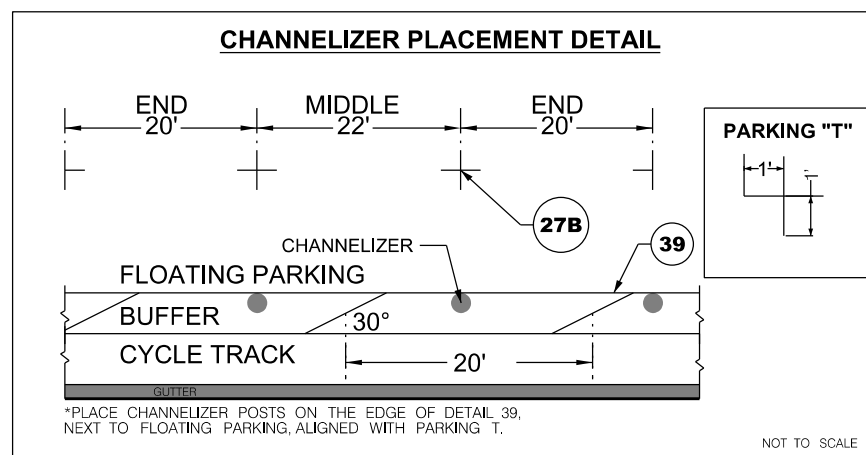 CHANNELIZER PLACEMENT DETAIL
END MIDDLE END
20' 22' 20'
PARKING "T"
1'
1'
27B
CHANNELIZER
39
FLOATING PARKING
BUFFER
30°
CYCLE TRACK
20'
GUTTER
*PLACE CHANNELIZER POSTS ON THE EDGE OF DETAIL 39,
NEXT TO FLOATING PARKING, ALIGNED WITH PARKING T.
NOT TO SCALE